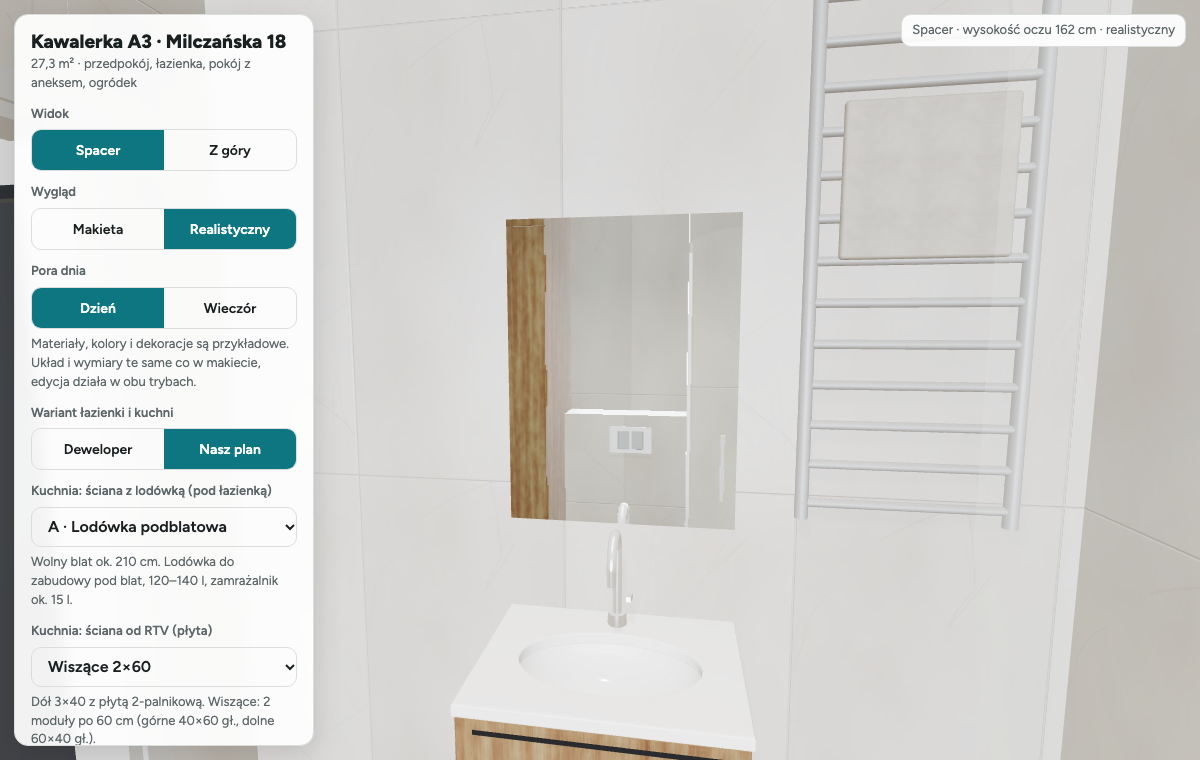 Kawalerka A3 · Milczańska 18
27,3 m² · przedpokój, łazienka, pokój z
aneksem, ogródek
Widok
Spacer
Z góry
Wygląd
Makieta
Realistyczny
Pora dnia
Dzień
Wieczór
Materiały, kolory i dekoracje są przykładowe.
Układ i wymiary te same co w makiecie,
edycja działa w obu trybach.
Wariant łazienki i kuchni
Deweloper
Nasz plan
Kuchnia: ściana z lodówką (pod łazienką)
A · Lodówka podblatowa
Wolny blat ok. 210 cm. Lodówka do
zabudowy pod blat, 120–140 l, zamrażalnik
ok. 15 l.
Kuchnia: ściana od RTV (płyta)
Wiszące 2×60
Dół 3×40 z płytą 2-palnikową. Wiszące: 2
moduły po 60 cm (górne 40×60 gł., dolne
60×40 gł.).
Spacer · wysokość oczu 162 cm · realistyczny